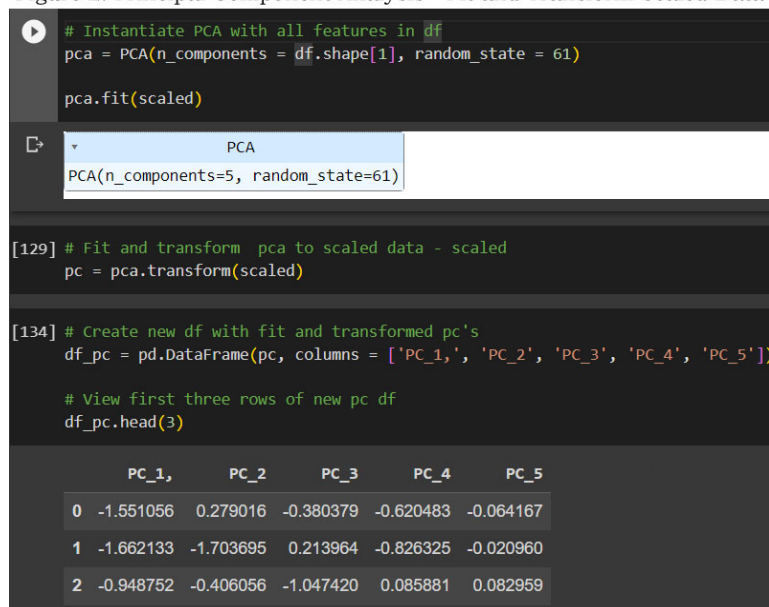 # Instantiate PCA with all features in df
pca = PCA(n_components = df.shape[1], random_state = 61)
pca.fit(scaled)
PCA
PCA(n_components=5, random_state=61)
[129] # Fit and transform  pca to scaled data - scaled
pc = pca.transform(scaled)
[134] # Create new df with fit and transformed pc's
df_pc = pd.DataFrame(pc, columns = ['PC_1,', 'PC_2', 'PC_3', 'PC_4', 'PC_5'])
# View first three rows of new pc df
df_pc.head(3)
PC_1, PC_2 PC_3 PC_4 PC_5
0 -1.551056 0.279016 -0.380379 -0.620483 -0.064167
1 -1.662133 -1.703695 0.213964 -0.826325 -0.020960
2 -0.948752 -0.406056 -1.047420 0.085881 0.082959